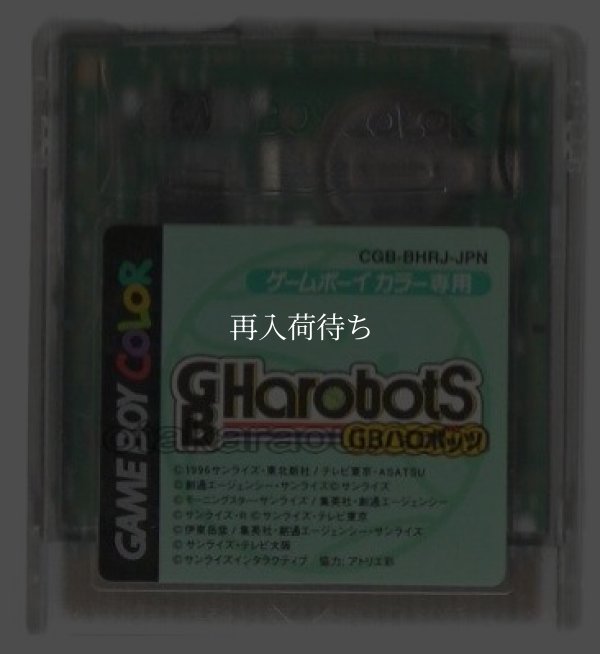 GAME BOY COLOR
GAME BOY COLOR
CGB-BHRJ-JPN
ゲームボーイカラー専用
再入荷待ち
GB HarobotS
GBハロボッツ
©1996サンライズ・東北新社/テレビ東京・ASATSU
©創通エージェンシー・サンライズ©サンライズ
©モーニングスター・サンライズ/集英社・創通エージェンシー
©サンライズ・R ©サンライズ・テレビ東京
©伊東岳彦/集英社・創通エージェンシー・サンライズ
©サンライズ・テレビ大阪
©サンライズインタラクティブ 協力:アトリエ彩